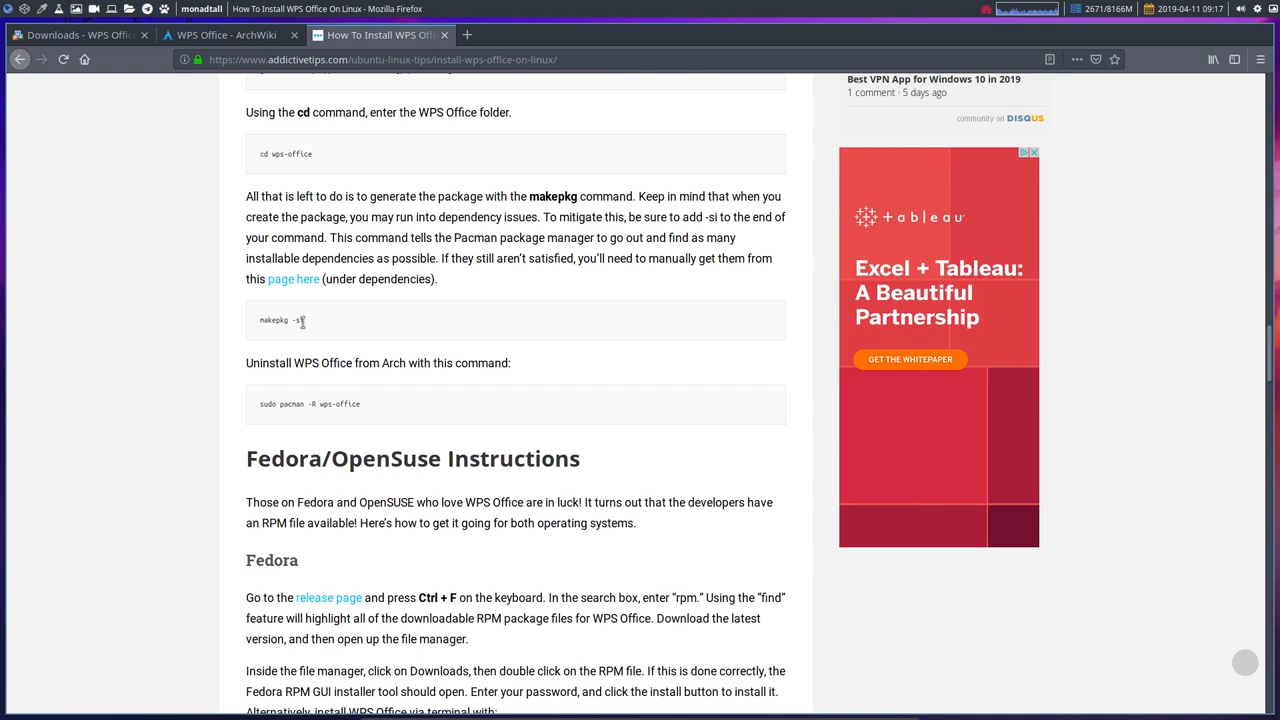 monadtall
How To Install WPS Office On Linux - Mozilla Firefox
2671/8166M
2019-04-11 09:17
Downloads - WPS Offic
WPS Office - ArchWiki
How To Install WPS Off
https://www.addictivetips.com/ubuntu-linux-tips/install-wps-office-on-linux/
Using the cd command, enter the WPS Office folder.
cd wps-office
All that is left to do is to generate the package with the makepkg command. Keep in mind that when you
create the package, you may run into dependency issues. To mitigate this, be sure to add -si to the end of
your command. This command tells the Pacman package manager to go out and find as many
installable dependencies as possible. If they still aren't satisfied, you'll need to manually get them from
this page here (under dependencies).
makepkg -si
Uninstall WPS Office from Arch with this command:
sudo pacman -R wps-office
Fedora/OpenSuse Instructions
Those on Fedora and OpenSUSE who love WPS Office are in luck! It turns out that the developers have
an RPM file available! Here's how to get it going for both operating systems.
Fedora
Go to the release page and press Ctrl + F on the keyboard. In the search box, enter “rpm.” Using the “find”
feature will highlight all of the downloadable RPM package files for WPS Office. Download the latest
version, and then open up the file manager.
Inside the file manager, click on Downloads, then double click on the RPM file. If this is done correctly, the
Fedora RPM GUI installer tool should open. Enter your password, and click the install button to install it.
Alternatively, install WPS Office via terminal with:
Best VPN App for Windows 10 in 2019
1 comment · 5 days ago
community on DISQUS
+ableau
Excel + Tableau:
A Beautiful
Partnership
GET THE WHITEPAPER